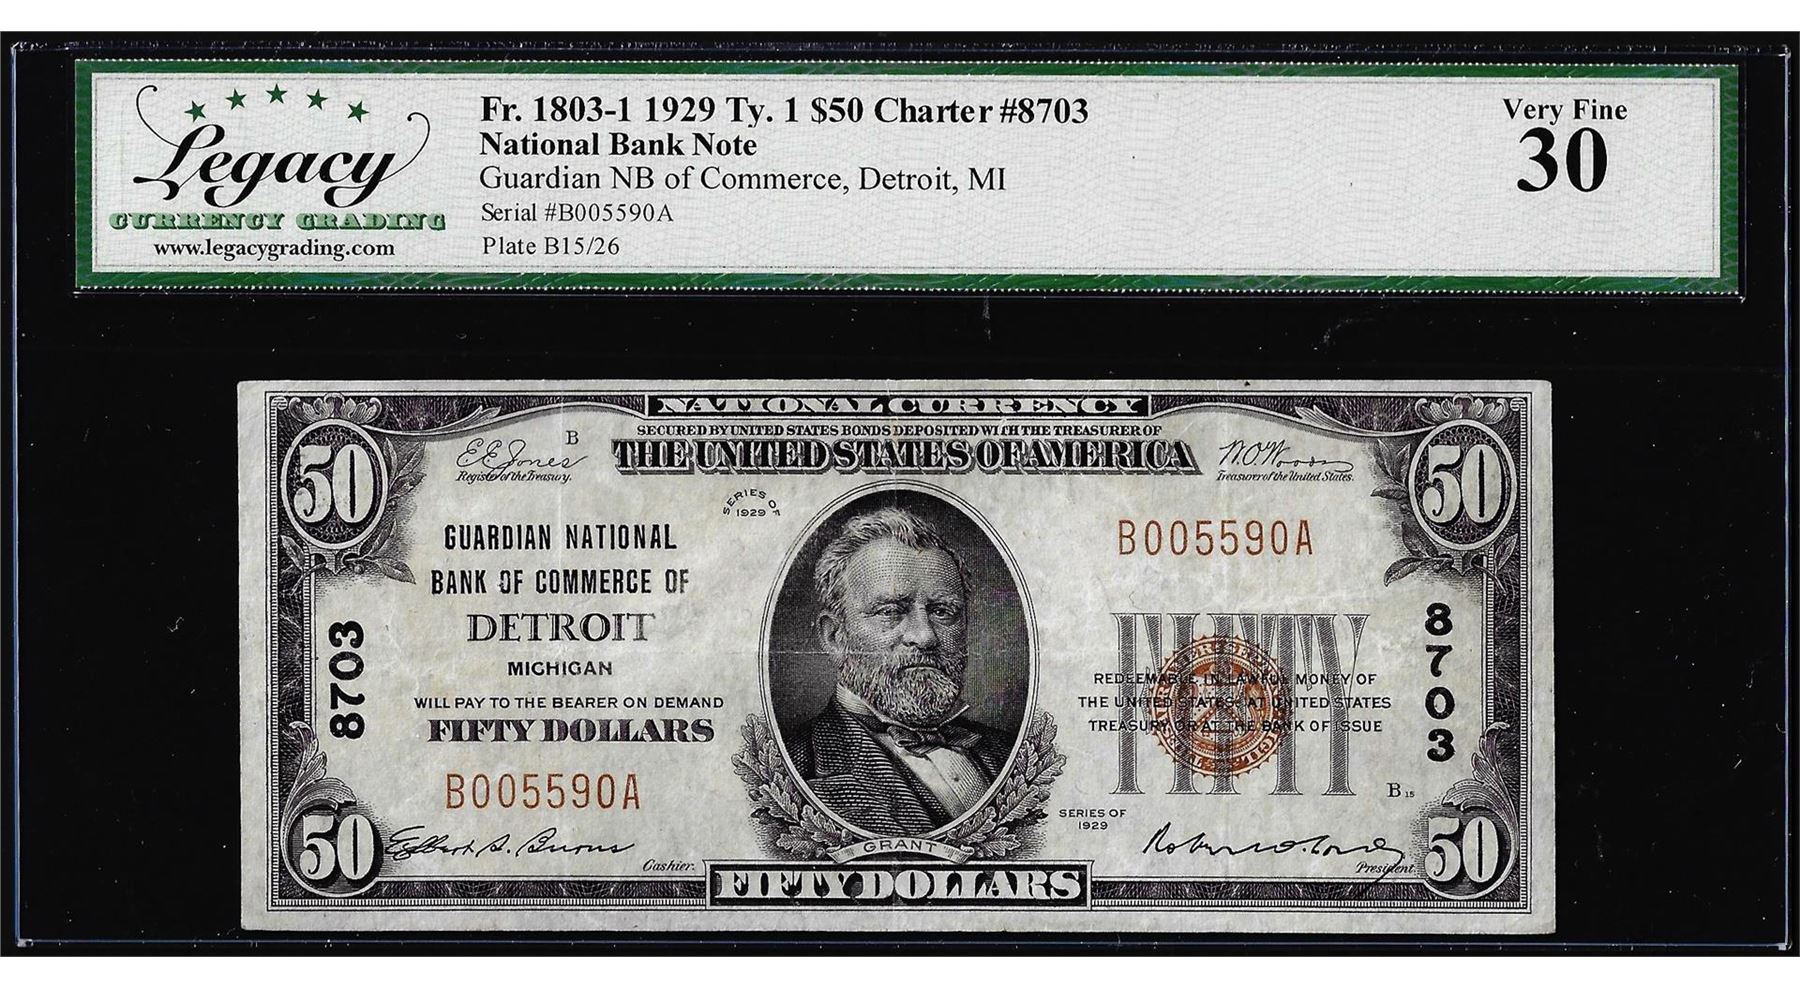 Legacy
CURRENCY GRADING
www.legacygrading.com
Fr. 1803-1 1929 Ty. 1 $50 Charter #8703
National Bank Note
Guardian NB of Commerce, Detroit, MI
Serial #B005590A
Plate B15/26
Very Fine
30
NATIONAL CURRENCY
SECURED BY UNITED STATES BONDS DEPOSITED WITH THE TREASURER OF
THE UNITED STATES OF AMERICA
50
E E Jones
Register of the Treasury.
B
W.O. Woods
Treasurer of the United States.
50
SERIES OF
1929
GUARDIAN NATIONAL
BANK OF COMMERCE OF
DETROIT
MICHIGAN
WILL PAY TO THE BEARER ON DEMAND
FIFTY DOLLARS
B005590A
8703
B005590A
8703
FIFTY
REDEEMABLE IN LAWFUL MONEY OF
THE UNITED STATES AT UNITED STATES
TREASURY OR AT THE BANK OF ISSUE
B 15
SERIES OF
1929
50
Cashier.
GRANT
President.
50
FIFTY DOLLARS